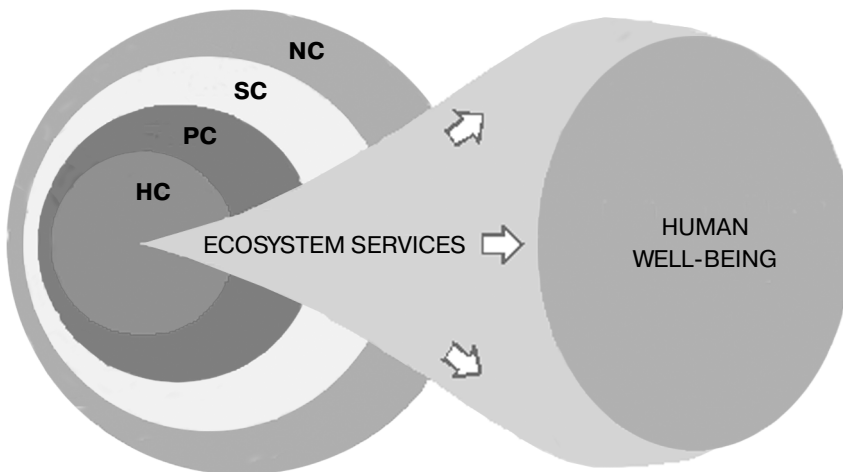 NC
SC
PC
HC
ECOSYSTEM SERVICES
HUMAN
WELL-BEING